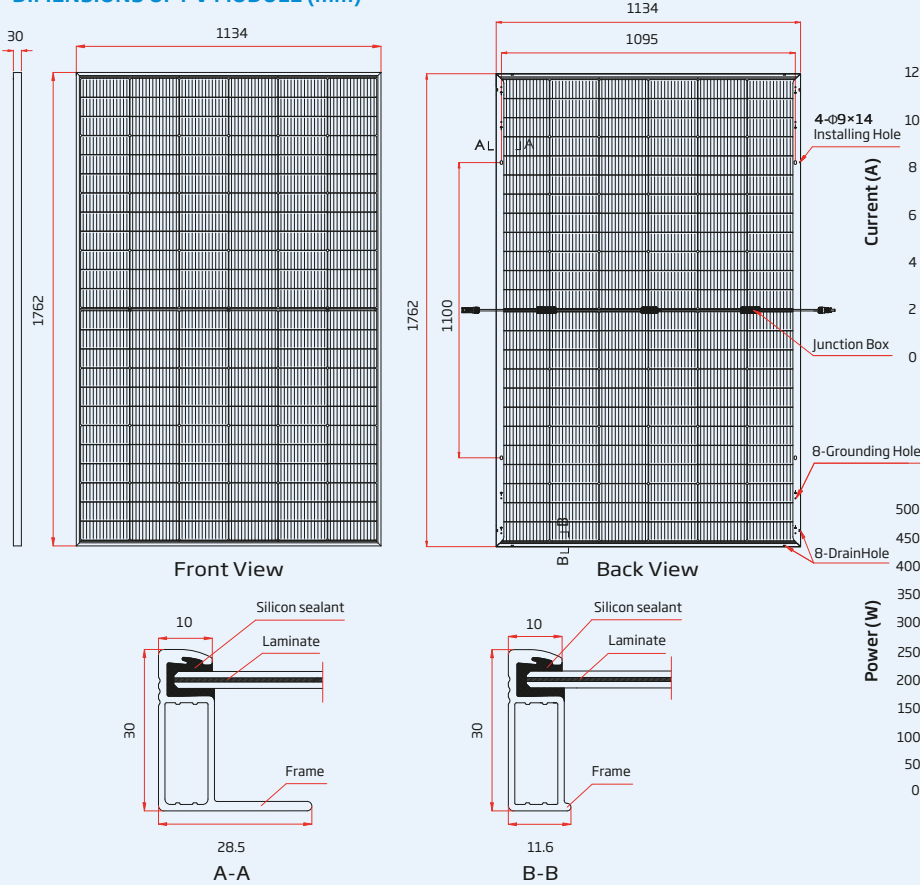 DIMENSIONS OF PV MODULE (mm)
30
1134
1762
Front View
1134
1095
4-Φ9×14
Installing Hole
A
A
1762
1100
Junction Box
8-Grounding Hole
B
B
8-DrainHole
Back View
12
10
8
6
4
2
0
Current (A)
500
450
400
350
300
250
200
150
100
50
0
Power (W)
10
Silicon sealant
Laminate
30
Frame
28.5
A-A
10
Silicon sealant
Laminate
30
Frame
11.6
B-B